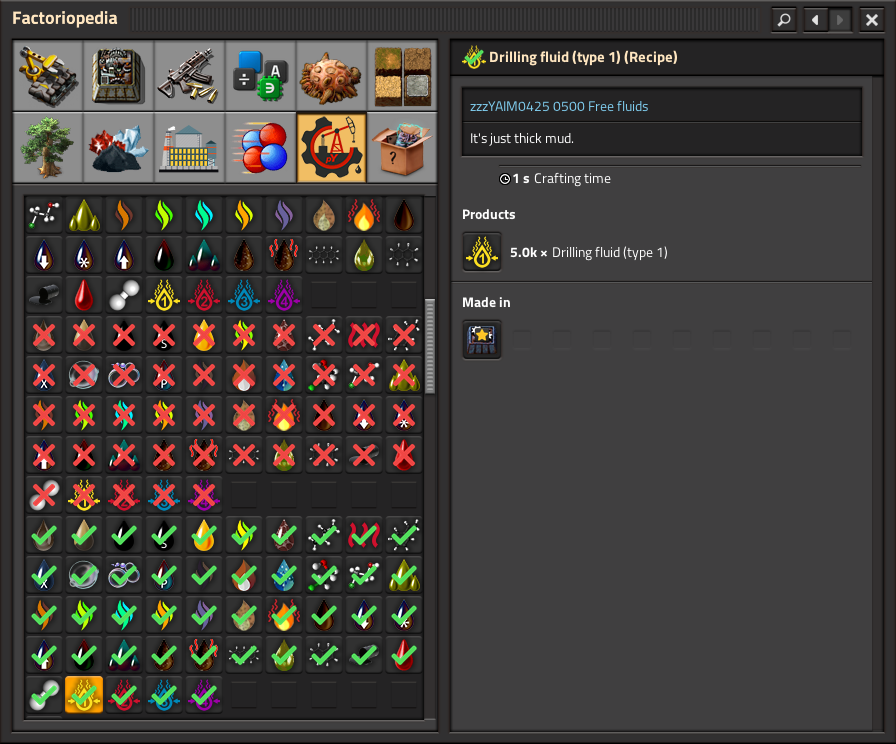 Factoriopedia
Drilling fluid (type 1) (Recipe)
zzzYAIM0425 0500 Free fluids
It's just thick mud.
1 s Crafting time
Products
5.0k × Drilling fluid (type 1)
Made in